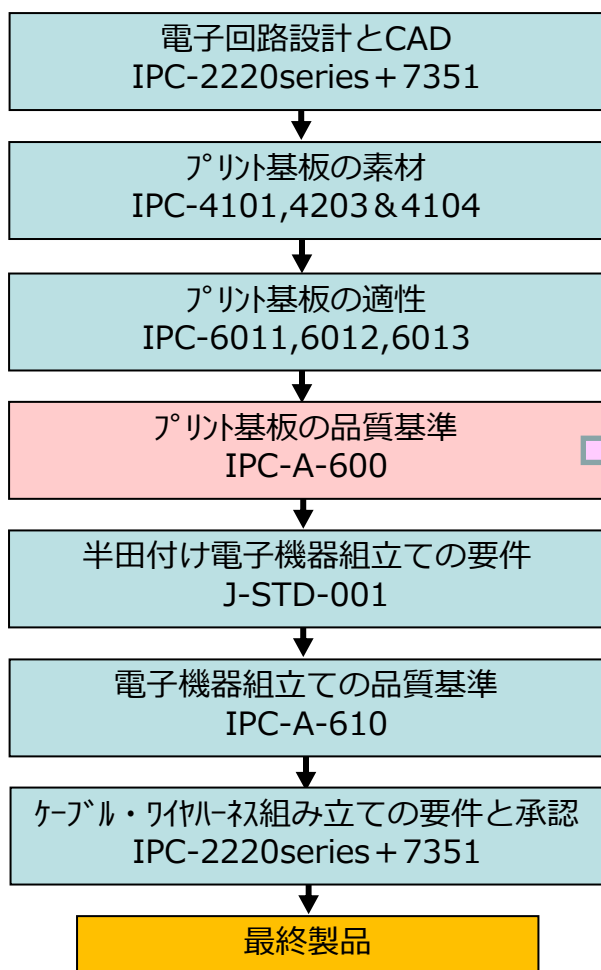 電子回路設計とCAD
IPC-2220series＋7351
プリント基板の素材
IPC-4101,4203＆4104
プリント基板の適性
IPC-6011,6012,6013
プリント基板の品質基準
IPC-A-600
半田付け電子機器組立ての要件
J-STD-001
電子機器組立ての品質基準
IPC-A-610
ケーブル・ワイヤハーネス組み立ての要件と承認
IPC-2220series＋7351
最終製品